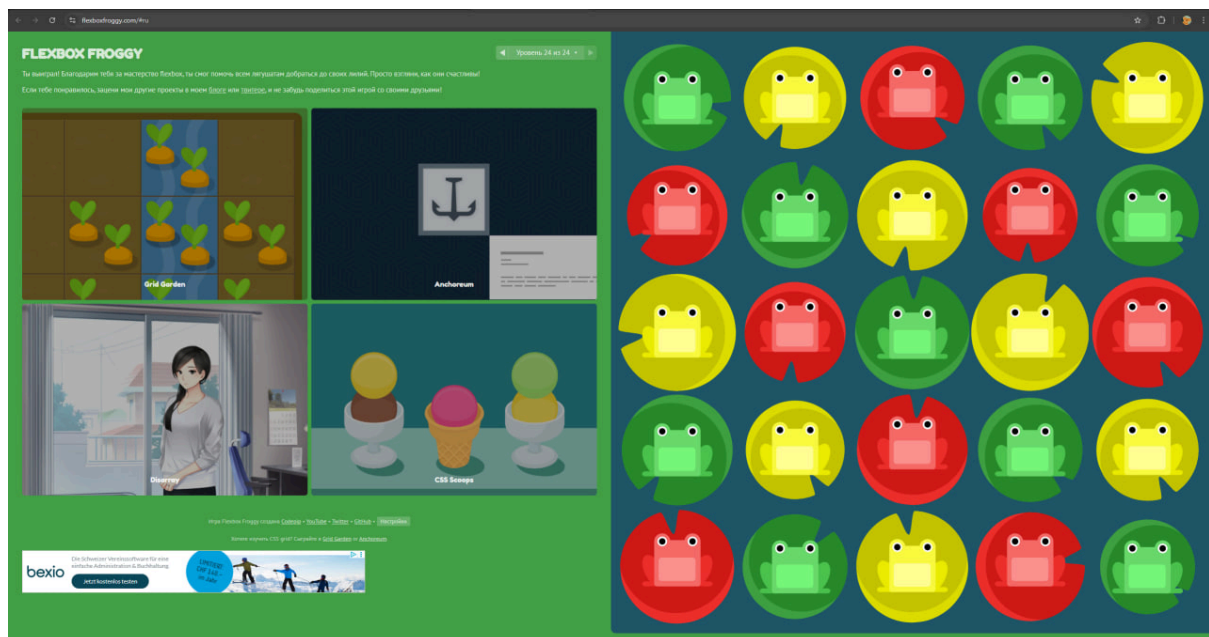 flexboxfroggy.com/#ru
FLEXBOX FROGGY
Уровень 24 из 24
Ты выиграл! Благодаря тебе за мастерство flexbox, ты смог помочь всем лягушатам добраться до своих лилий. Просто взгляни, как они счастливы!
Если тебе понравилось, зацени мои другие проекты в моем блоге или твиттере, и не забудь поделиться этой игрой со своими друзьями!
Grid Garden
Anchoreum
Disarray
CSS Scoops
Игра Flexbox Froggy создана Codepip • YouTube • Twitter • GitHub • Настройки
Хотите изучить CSS grid? Сыграйте в Grid Garden or Anchoreum
bexio
Die Schweizer Vereinssoftware für eine
einfache Administration & Buchhaltung
Jetzt kostenlos testen